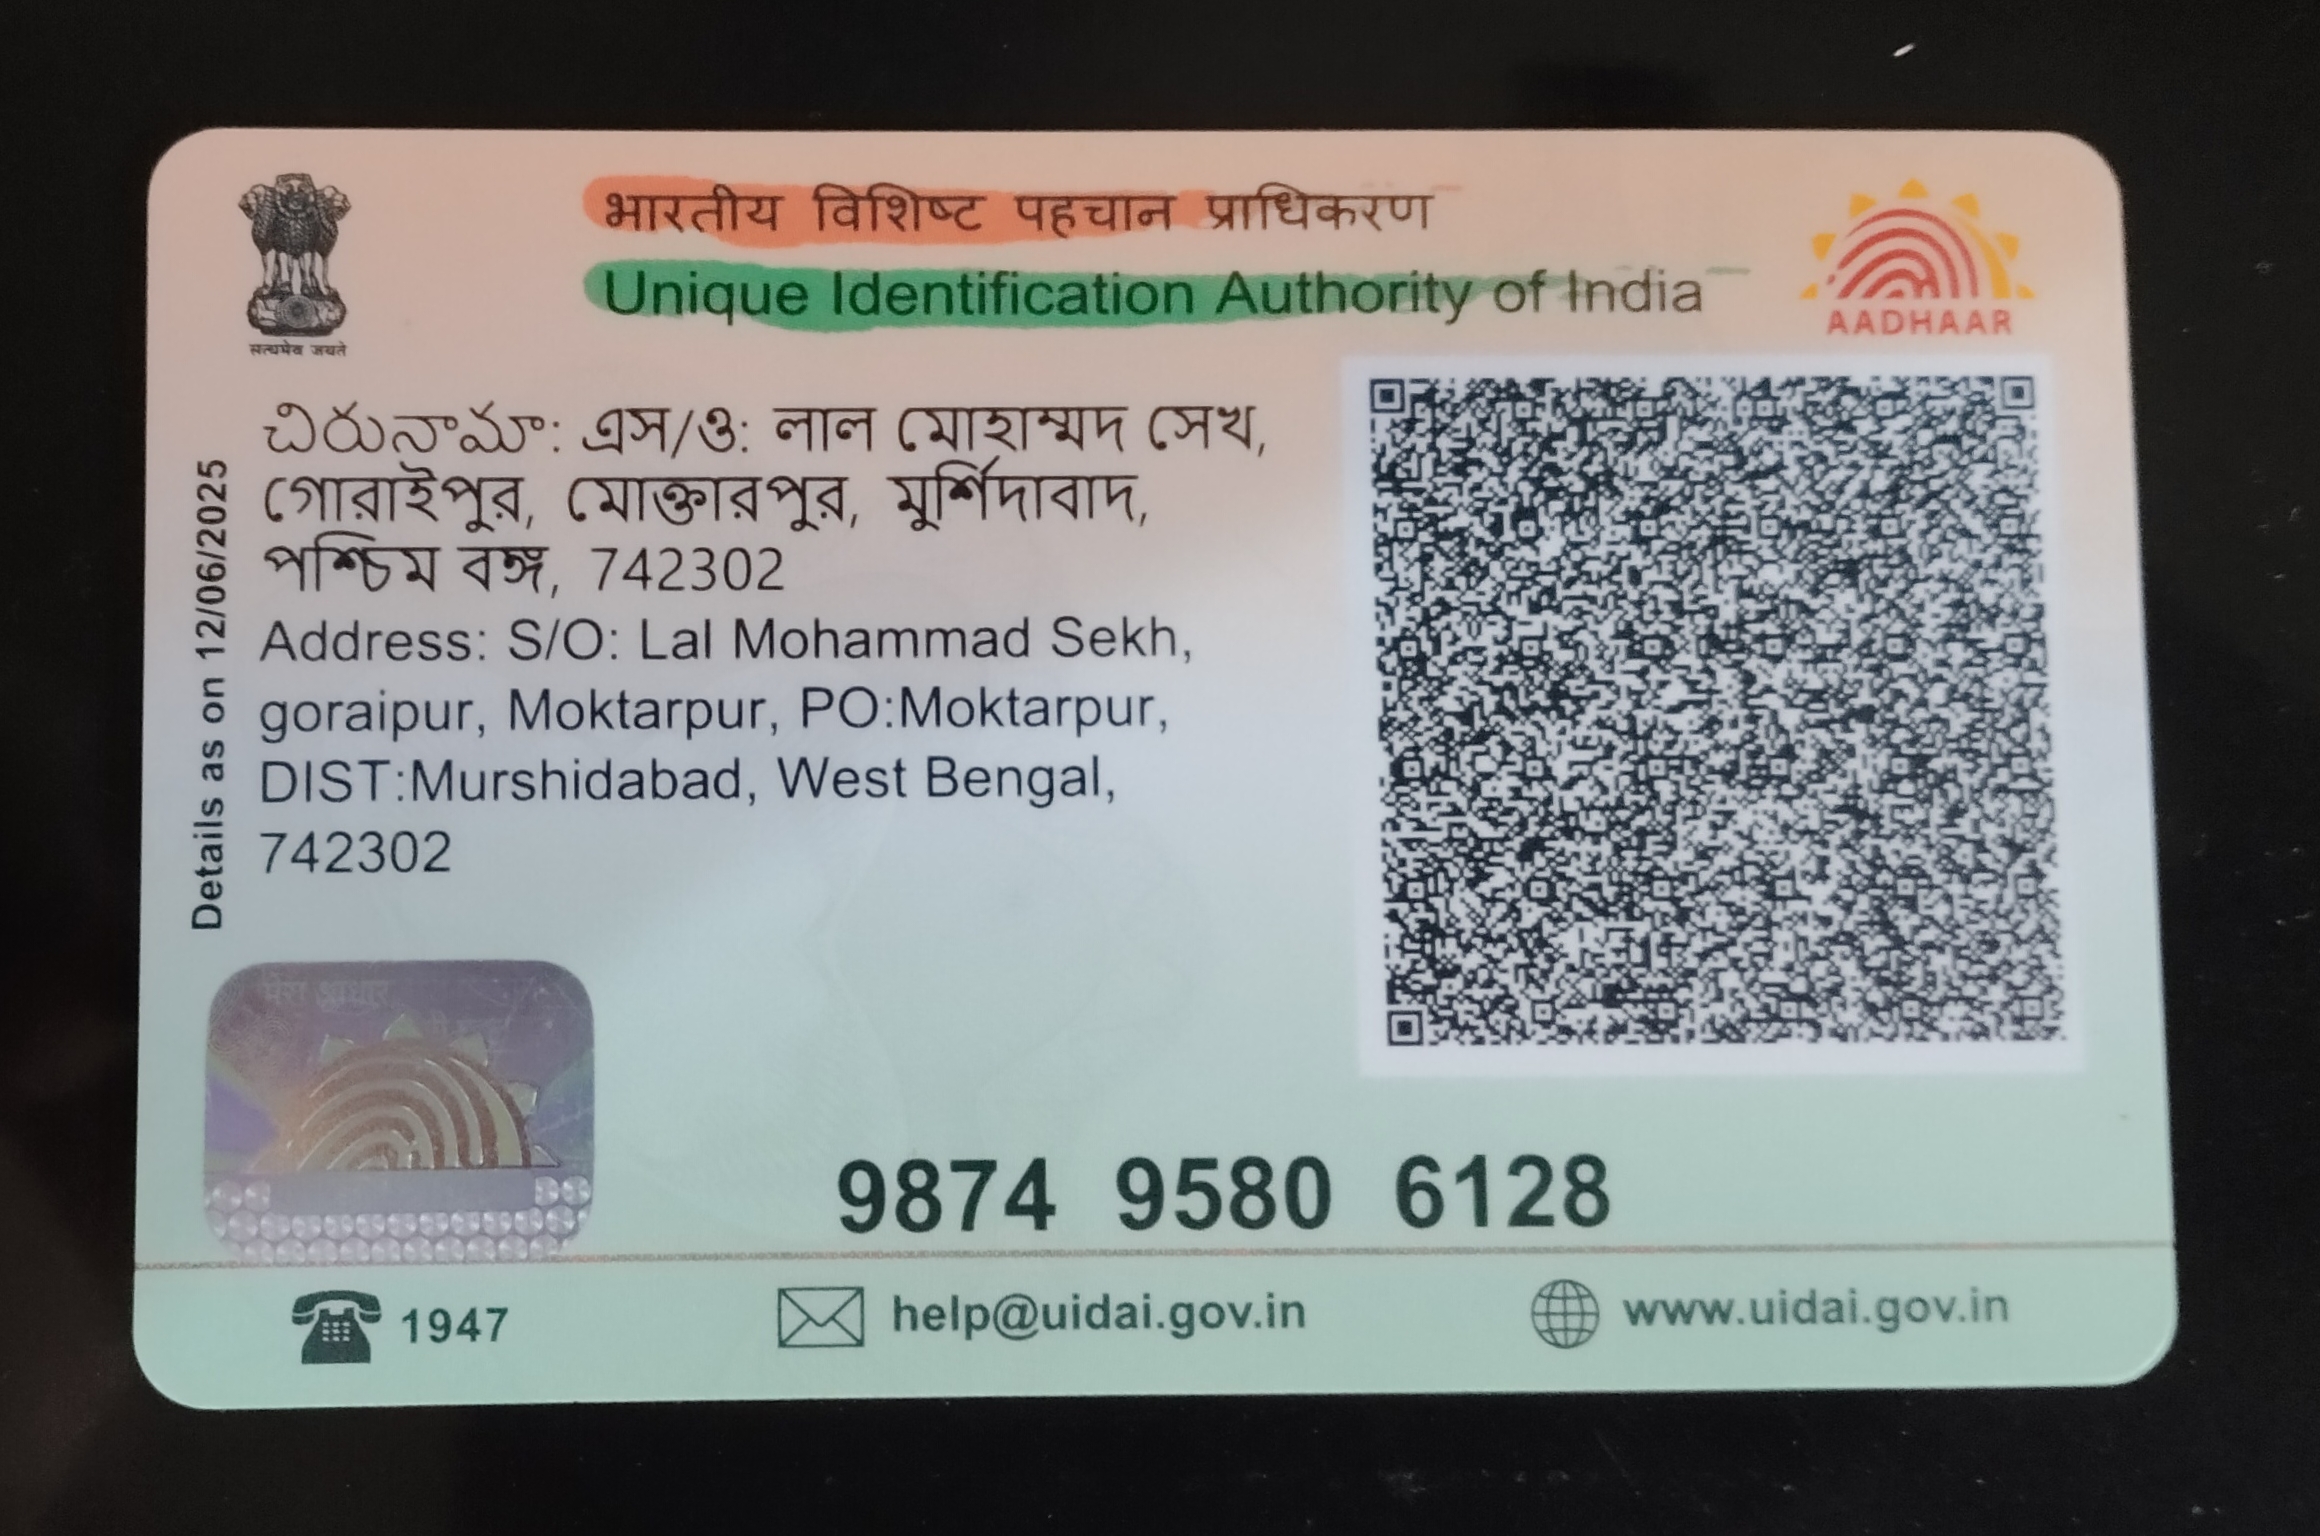 भारतीय विशिष्ट पहचान प्राधिकरण
Unique Identification Authority of India
सत्यमेव जयते
AADHAAR
చిరునామా: এস/ও: লাল মোহাম্মদ সেখ,
গোরাইপুর, মোক্তারপুর, মুর্শিদাবাদ,
পশ্চিম বঙ্গ, 742302
Address: S/O: Lal Mohammad Sekh,
goraipur, Moktarpur, PO:Moktarpur,
DIST:Murshidabad, West Bengal,
742302
Details as on 12/06/2025
मेरा आधार
9874 9580 6128
1947
help@uidai.gov.in
www.uidai.gov.in